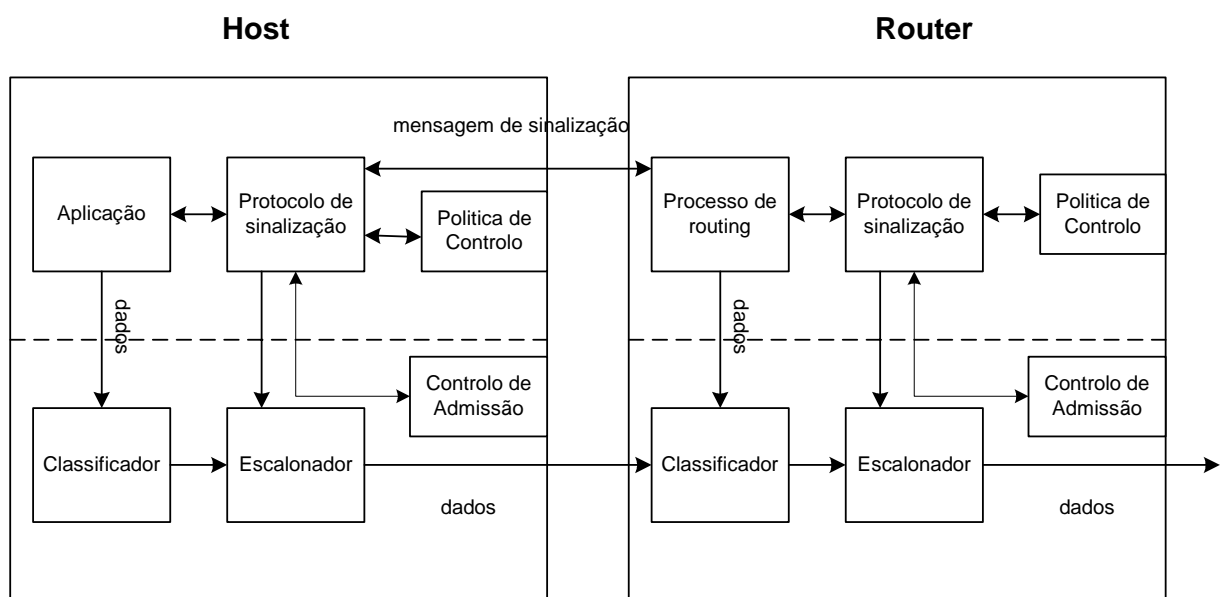 Host
Router
mensagem de sinalização
Aplicação
Protocolo de
sinalização
Politica de
Controlo
Processo de
routing
Protocolo de
sinalização
Politica de
Controlo
dados
dados
Controlo de
Admissão
Controlo de
Admissão
Classificador
Escalonador
Classificador
Escalonador
dados
dados